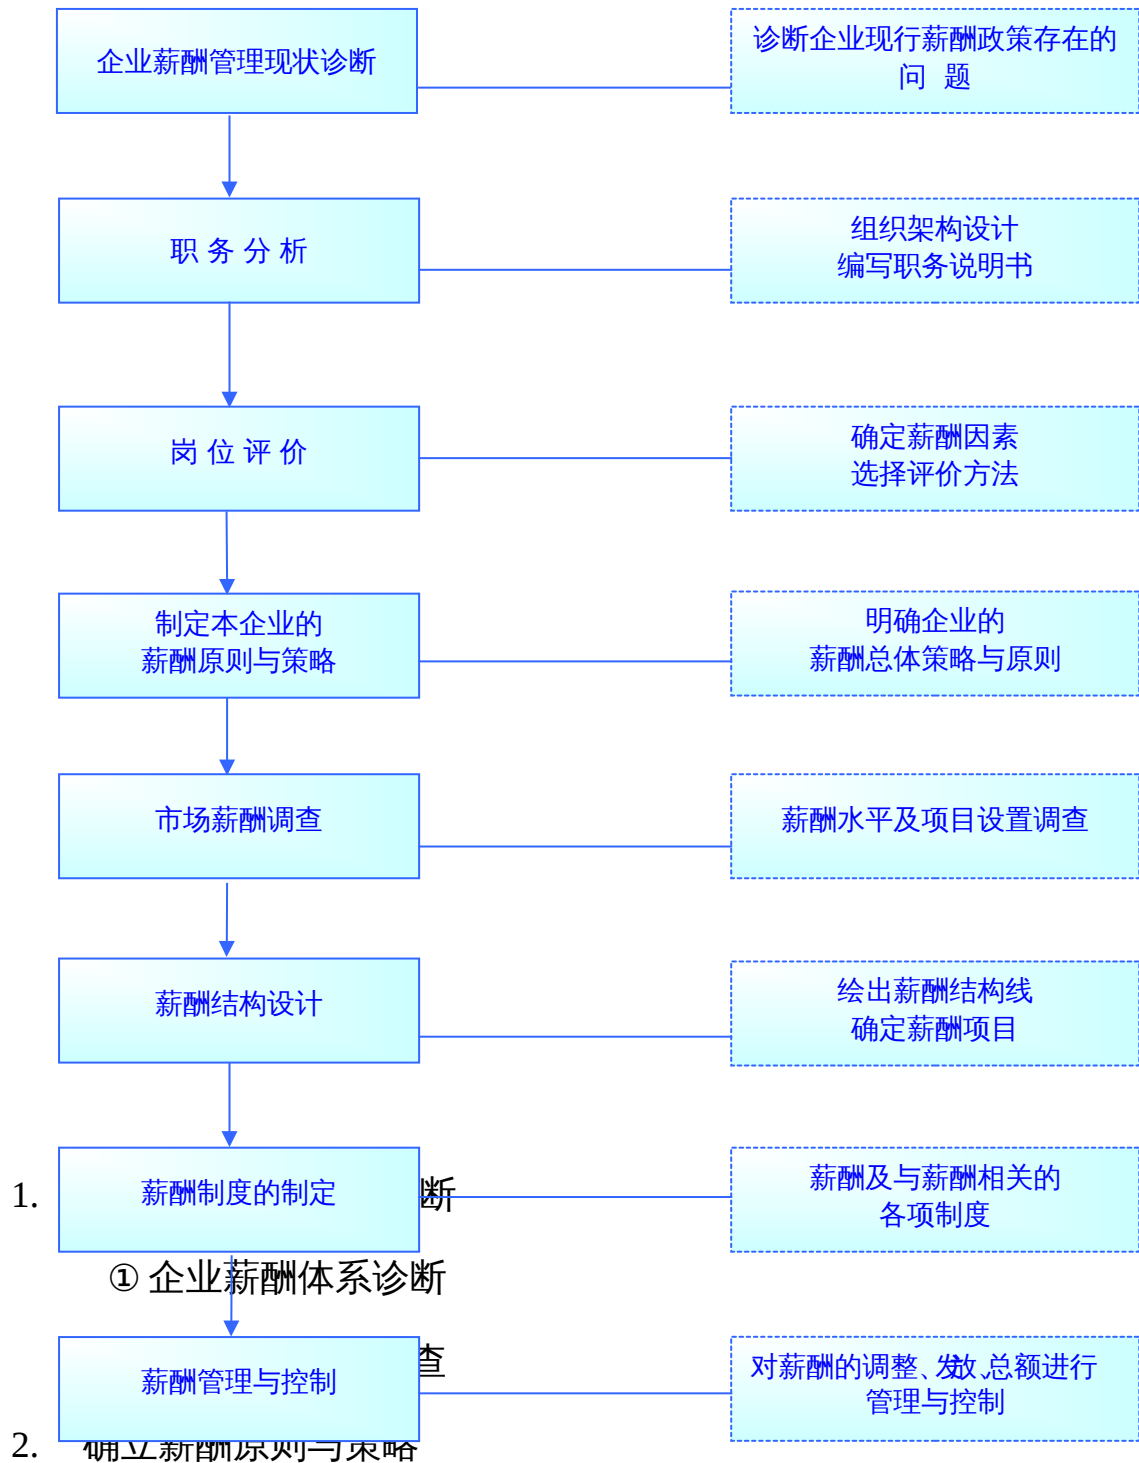 企业薪酬管理现状诊断
诊断企业现行薪酬政策存在的
问 题
职 务 分 析
组织架构设计
编写职务说明书
岗 位 评 价
确定薪酬因素
选择评价方法
制定本企业的
薪酬原则与策略
明确企业的
薪酬总体策略与原则
市场薪酬调查
薪酬水平及项目设置调查
薪酬结构设计
绘出薪酬结构线
确定薪酬项目
1.
薪酬制度的制定
断
薪酬及与薪酬相关的
各项制度
① 企业薪酬体系诊断
查
薪酬管理与控制
对薪酬的调整、发放、总额进行
管理与控制
2. 确立薪酬原则与策略